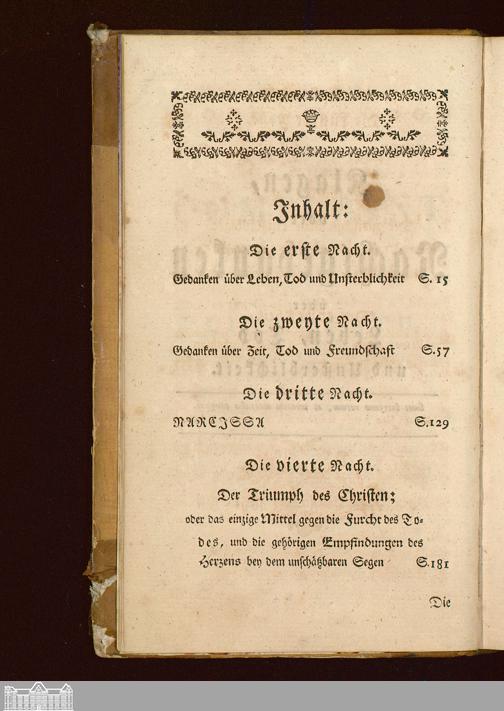 Inhalt:
Die erste Nacht.
Gedanken über Leben, Tod und Unsterblichkeit S. 15
Die zweyte Nacht.
Gedanken über Zeit, Tod und Freundschaft S. 57
Die dritte Nacht.
NARCISSA S. 129
Die vierte Nacht.
Der Triumph des Christen;
oder das einzige Mittel gegen die Furcht des To-
des, und die gehörigen Empfindungen des
Herzens bey dem unschätzbaren Segen S. 181
Die